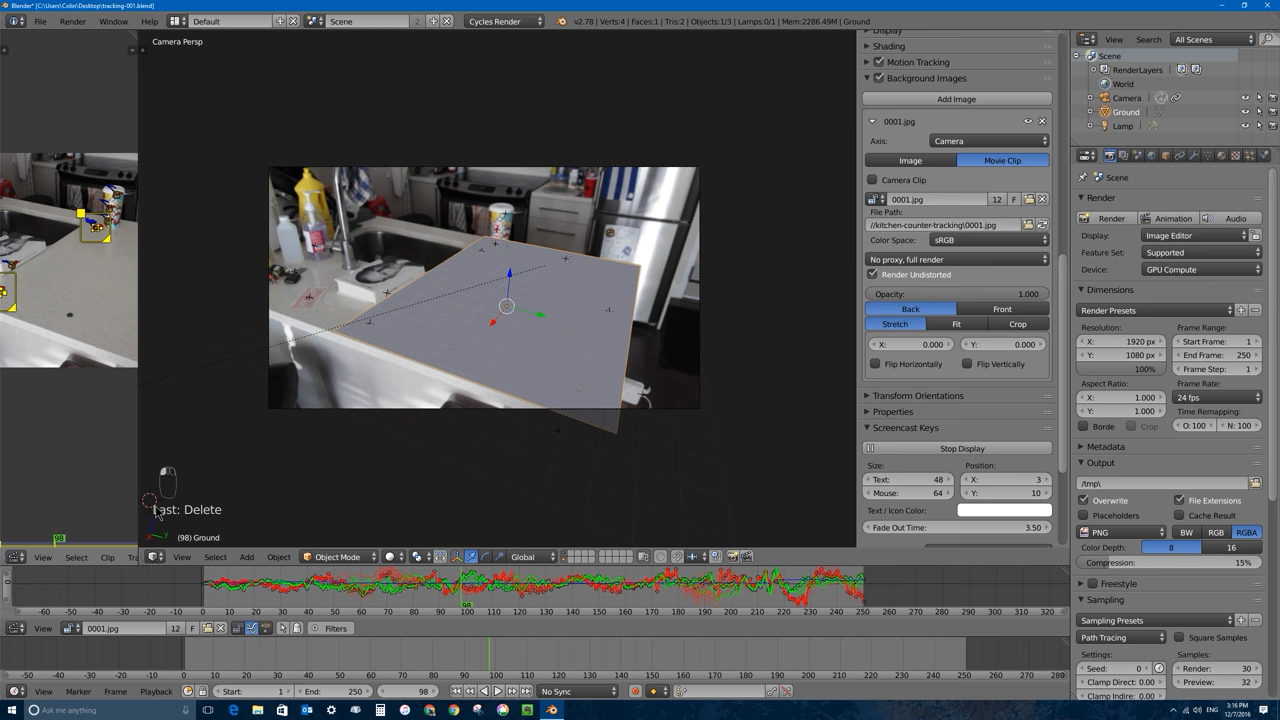 Blender* [C:\Users\Colin\Desktop\tracking-001.blend]
File Render Window Help Default Scene 2 Cycles Render v2.78 | Verts:4 | Faces:1 | Tris:2 | Objects:1/3 | Lamps:0/1 | Mem:2286.49M | Ground
Camera Persp
Last: Delete
(98) Ground
98
View Select Clip
View Select Add Object Object Mode Global
Display
Shading
Motion Tracking
Background Images
Add Image
0001.jpg
Axis: Camera
Image Movie Clip
Camera Clip
0001.jpg 12 F
File Path:
//kitchen-counter-tracking\0001.jpg
Color Space: sRGB
No proxy, full render
Render Undistorted
Opacity: 1.000
Back Front
Stretch Fit Crop
X: 0.000 Y: 0.000
Flip Horizontally Flip Vertically
Transform Orientations
Properties
Screencast Keys
Stop Display
Size: Position:
Text: 48 X: 3
Mouse: 64 Y: 10
Text / Icon Color:
Fade Out Time: 3.50
View Search All Scenes
Scene
RenderLayers
World
Camera
Ground
Lamp
Scene
Render
Render Animation Audio
Display: Image Editor
Feature Set: Supported
Device: GPU Compute
Dimensions
Render Presets
Resolution: Frame Range:
X: 1920 px Start Frame: 1
Y: 1080 px End Frame: 250
100% Frame Step: 1
Aspect Ratio: Frame Rate:
X: 1.000 24 fps
Y: 1.000 Time Remapping:
Borde Crop O: 100 N: 100
Metadata
Output
/tmp\
Overwrite File Extensions
Placeholders Cache Result
PNG BW RGB RGBA
Color Depth: 8 16
Compression: 15%
Freestyle
Sampling
Sampling Presets
Path Tracing Square Samples
Settings: Samples:
Seed: 0 Render: 30
Clamp Direct: 0.00 Preview: 32
Clamp Indire: 0.00
98
-60 -50 -40 -30 -20 -10 0 10 20 30 40 50 60 70 80 90 100 110 120 130 140 150 160 170 180 190 200 210 220 230 240 250 260 270 280 290 300 310 320
View 0001.jpg 12 F Filters
-50 -40 -30 -20 -10 0 10 20 30 40 50 60 70 80 90 100 110 120 130 140 150 160 170 180 190 200 210 220 230 240 250 260 270 280
View Marker Frame Playback Start: 1 End: 250 98 No Sync
Ask me anything ENG 3:16 PM
12/7/2016